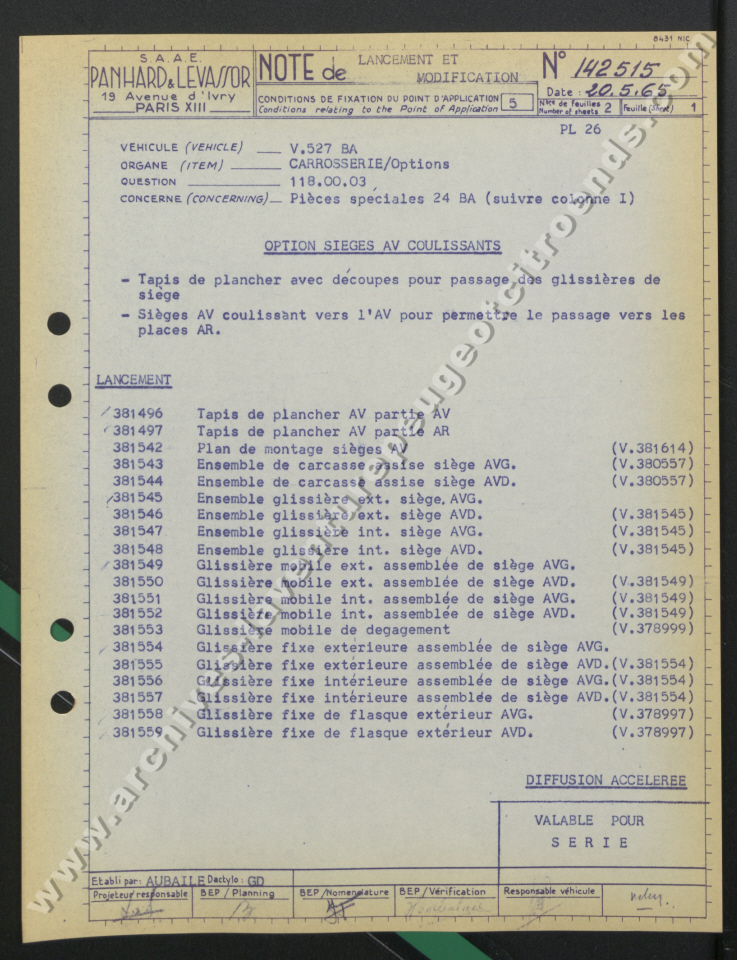 8431 NIC
S.A.A.E.
PANHARD & LEVASSOR
19 Avenue d'Ivry
PARIS XIII
NOTE de LANCEMENT ET
MODIFICATION
CONDITIONS DE FIXATION DU POINT D'APPLICATION 5
Conditions relating to the Point of Application
N° 142515
Date: 20.5.65
Nbre de feuilles 2
Number of sheets
Feuille (Sheet) 1
PL 26
VEHICULE (VEHICLE) V.527 BA
ORGANE (ITEM) CARROSSERIE/Options
QUESTION 118.00.03
CONCERNE (CONCERNING) Pièces speciales 24 BA (suivre colonne I)
OPTION SIEGES AV COULISSANTS
- Tapis de plancher avec découpes pour passage des glissières de
siège
- Sièges AV coulissant vers l'AV pour permettre le passage vers les
places AR.
LANCEMENT
381496 Tapis de plancher AV partie AV
381497 Tapis de plancher AV partie AR
381542 Plan de montage sièges AV (V.381614)
381543 Ensemble de carcasse assise siège AVG. (V.380557)
381544 Ensemble de carcasse assise siège AVD. (V.380557)
381545 Ensemble glissière ext. siège. AVG.
381546 Ensemble glissière ext. siège AVD. (V.381545)
381547 Ensemble glissière int. siège AVG. (V.381545)
381548 Ensemble glissière int. siège AVD. (V.381545)
381549 Glissière mobile ext. assemblée de siège AVG.
381550 Glissière mobile ext. assemblée de siège AVD. (V.381549)
381551 Glissière mobile int. assemblée de siège AVG. (V.381549)
381552 Glissière mobile int. assemblée de siège AVD. (V.381549)
381553 Glissière mobile de degagement (V.378999)
381554 Glissière fixe extérieure assemblée de siège AVG.
381555 Glissière fixe extérieure assemblée de siège AVD.(V.381554)
381556 Glissière fixe intérieure assemblée de siège AVG.(V.381554)
381557 Glissière fixe intérieure assemblée de siège AVD.(V.381554)
381558 Glissière fixe de flasque extérieur AVG. (V.378997)
381559 Glissière fixe de flasque extérieur AVD. (V.378997)
DIFFUSION ACCELEREE
VALABLE POUR
SERIE
Etabli par: AUBAILE Dactylo: GD
Projeteur responsable
BEP / Planning
BEP / Nomenclature
BEP / Vérification
Responsable véhicule
www.archives.laventurepeugeotcitroends.com